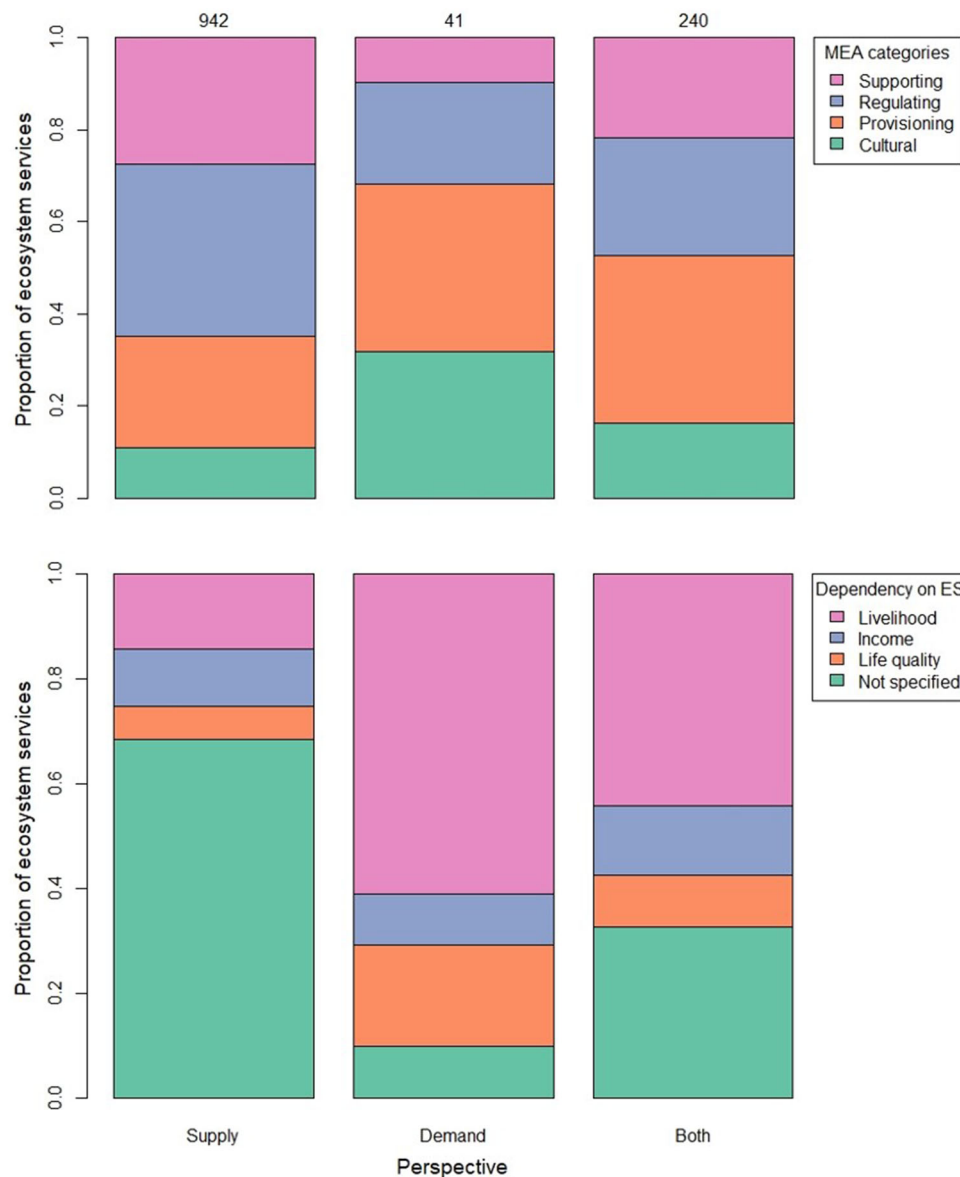 942 41 240
1.0
0.8
0.6
0.4
0.2
0.0
Proportion of ecosystem services
MEA categories
Supporting
Regulating
Provisioning
Cultural
1.0
0.8
0.6
0.4
0.2
0.0
Proportion of ecosystem services
Dependency on ES
Livelihood
Income
Life quality
Not specified
Supply Demand Both
Perspective